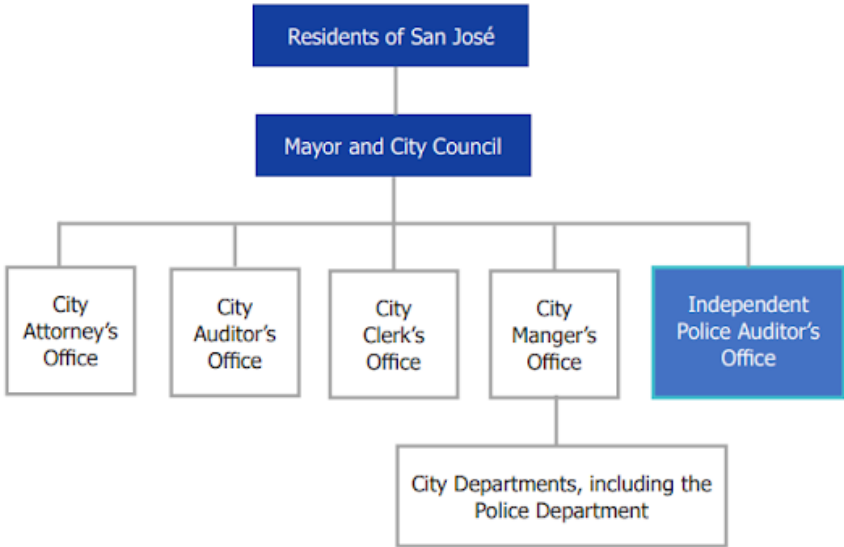 Residents of San José
Mayor and City Council
City
Attorney's
Office
City
Auditor's
Office
City
Clerk's
Office
City
Manger's
Office
Independent
Police Auditor's
Office
City Departments, including the
Police Department